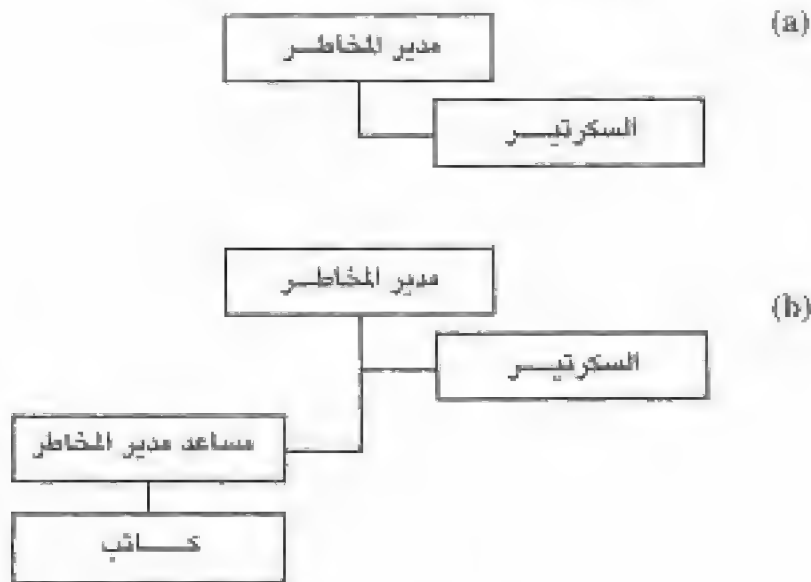 (a)
مدير المخاطر
السكرتير
مدير المخاطر
(b)
السكرتير
مساعد مدير المخاطر
كاتب